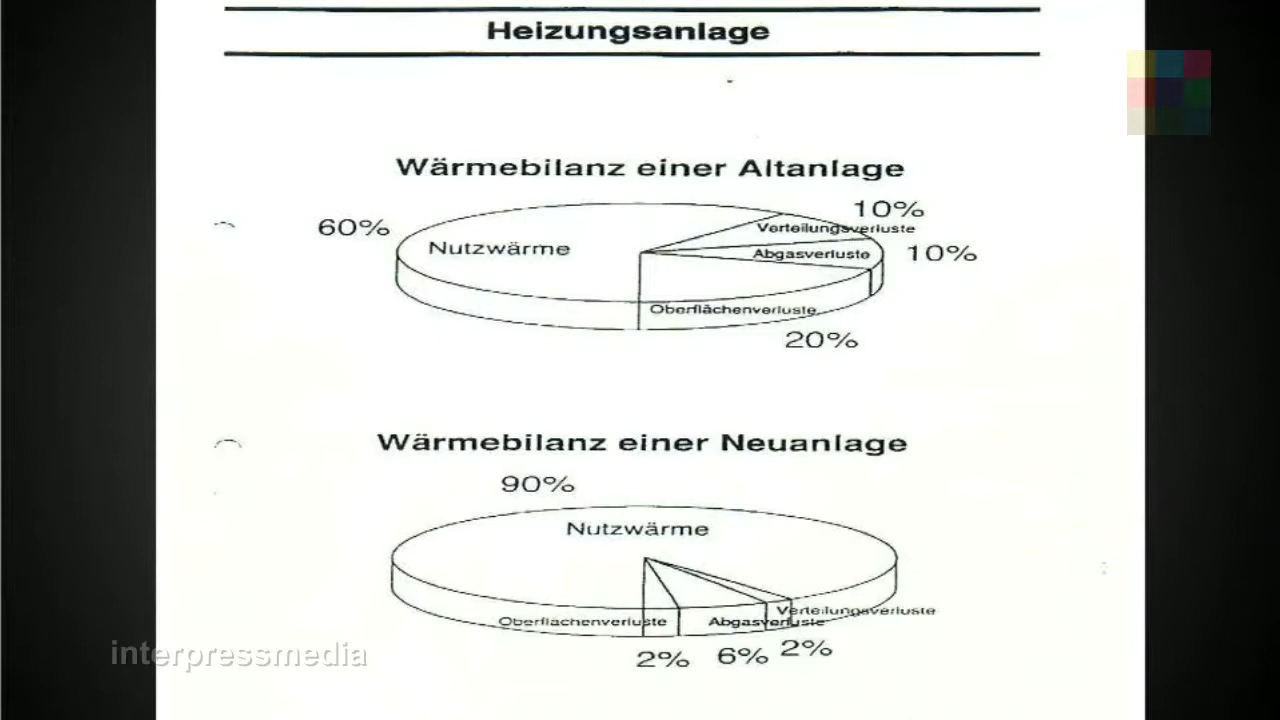 Heizungsanlage
Wärmebilanz einer Altanlage
60%
Nutzwärme
10%
Verteilungsverluste
Abgasverluste
10%
Oberflächenverluste
20%
Wärmebilanz einer Neuanlage
90%
Nutzwärme
Verteilungsverluste
Oberflächenverluste
Abgasverluste
2%
6%
2%
interpressmedia